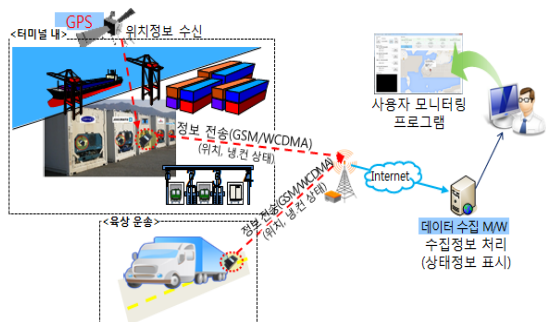 GPS
<터미널 내>
위치정보 수신
정보 전송(GSM/WCDMA)
(위치, 냉.컨 상태)
<육상 운송>
정보 전송(GSM/WCDMA)
(위치, 냉.컨 상태)
Internet
사용자 모니터링
프로그램
데이터 수집 M/W
수집정보 처리
(상태정보 표시)